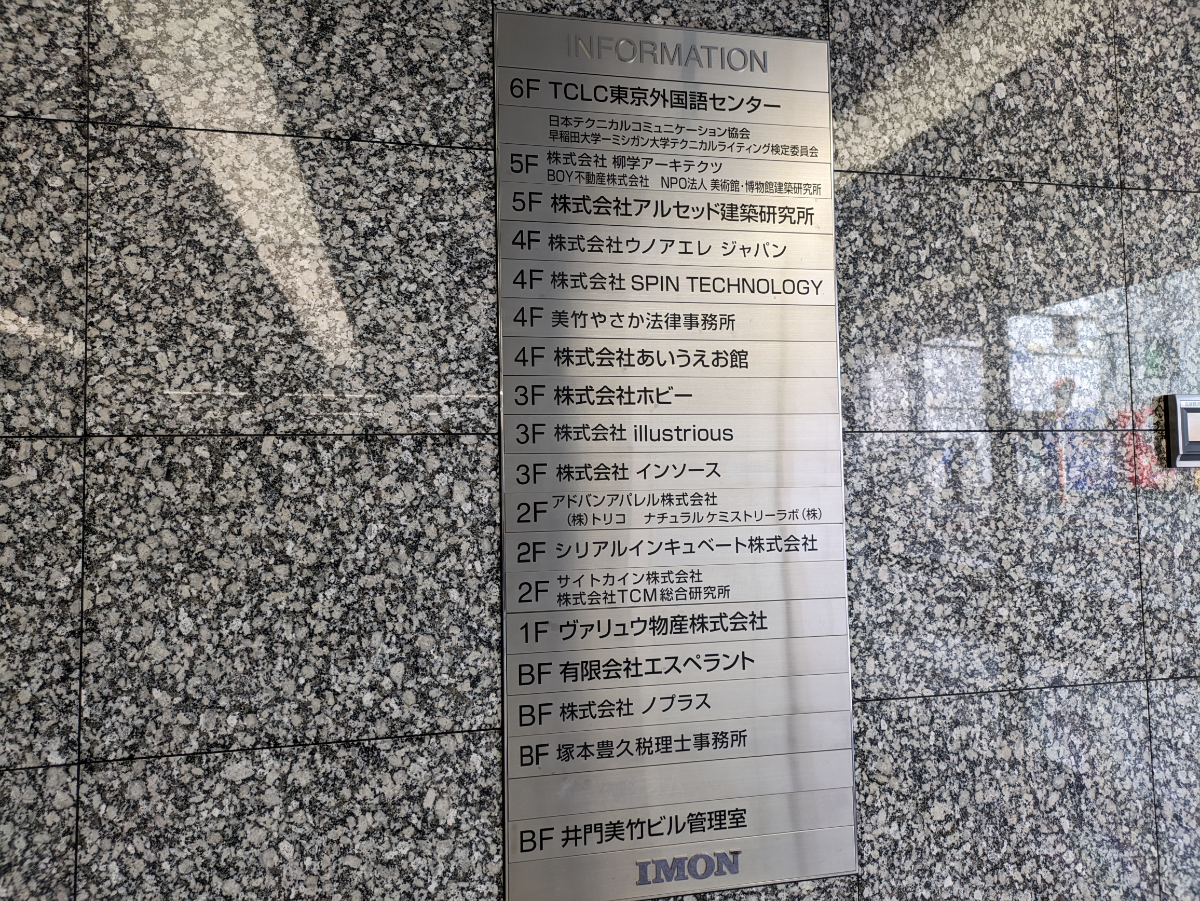 INFORMATION
6F TCLC東京外国語センター
日本テクニカルコミュニケーション協会
早稲田大学ーミシガン大学テクニカルライティング検定委員会
5F 株式会社 柳学アーキテクツ
BOY不動産株式会社 NPO法人 美術館・博物館建築研究所
5F 株式会社アルセッド建築研究所
4F 株式会社ウノアエレ ジャパン
4F 株式会社 SPIN TECHNOLOGY
4F 美竹やさか法律事務所
4F 株式会社あいうえお館
3F 株式会社ホビー
3F 株式会社 illustrious
3F 株式会社 インソース
2F アドバンアパレル株式会社
(株)トリコ ナチュラルケミストリーラボ(株)
2F シリアルインキュベート株式会社
2F サイトカイン株式会社
株式会社TCM総合研究所
1F ヴァリュウ物産株式会社
BF 有限会社エスペラント
BF 株式会社 ノプラス
BF 塚本豊久税理士事務所
BF 井門美竹ビル管理室
IMON